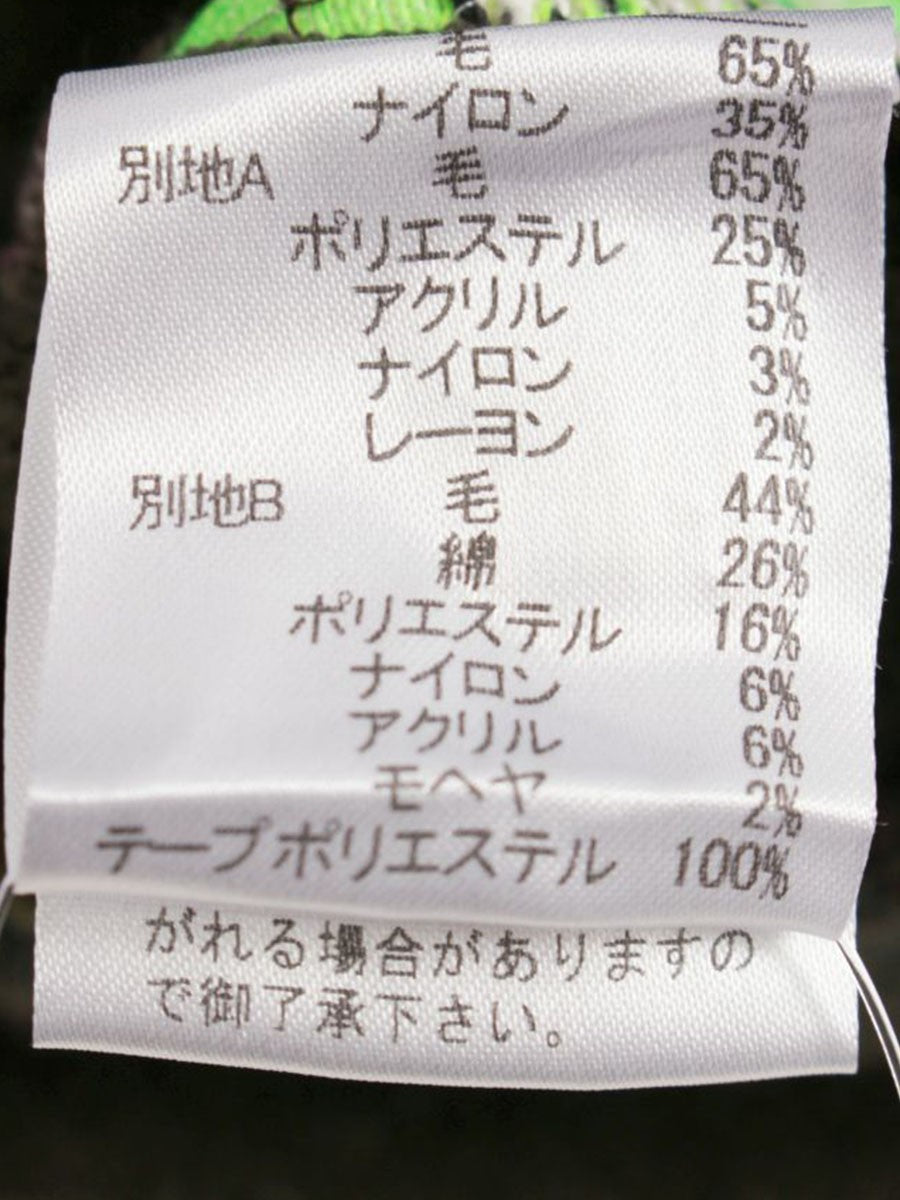 毛 65%
ナイロン 35%
別地A 毛 65%
ポリエステル 25%
アクリル 5%
ナイロン 3%
レーヨン 2%
別地B 毛 44%
綿 26%
ポリエステル 16%
ナイロン 6%
アクリル 6%
モヘヤ 2%
テープポリエステル 100%
がれる場合がありますの
で御了承下さい。